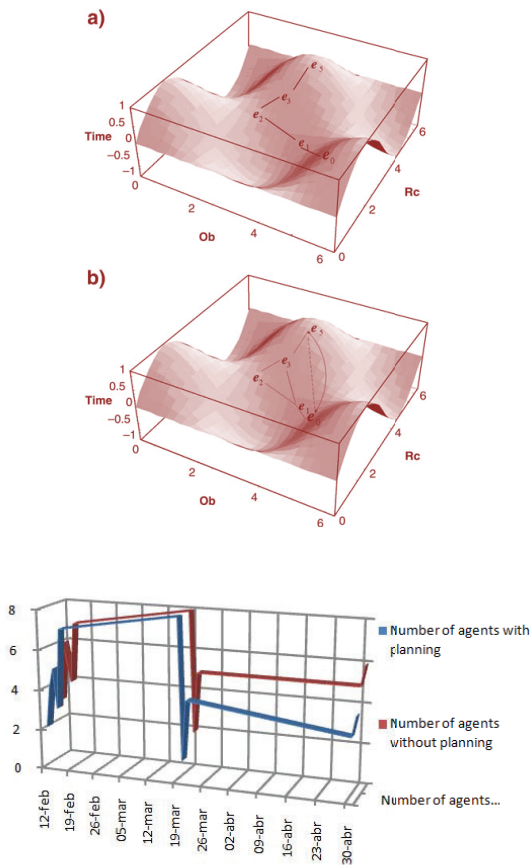 a)
1
0.5
Time 0
−0.5
−1
0
2
4
6
Ob
0
2
4
6
Rc
e5
e3
e2
e1 e0
b)
1
0.5
Time 0
−0.5
−1
0
2
4
6
Ob
0
2
4
6
Rc
e5
e3
e2
e1
8
6
4
2
0
12-feb
19-feb
26-feb
05-mar
12-mar
19-mar
26-mar
02-abr
09-abr
16-abr
23-abr
30-abr
Number of agents with
planning
Number of agents
without planning
Number of agents...